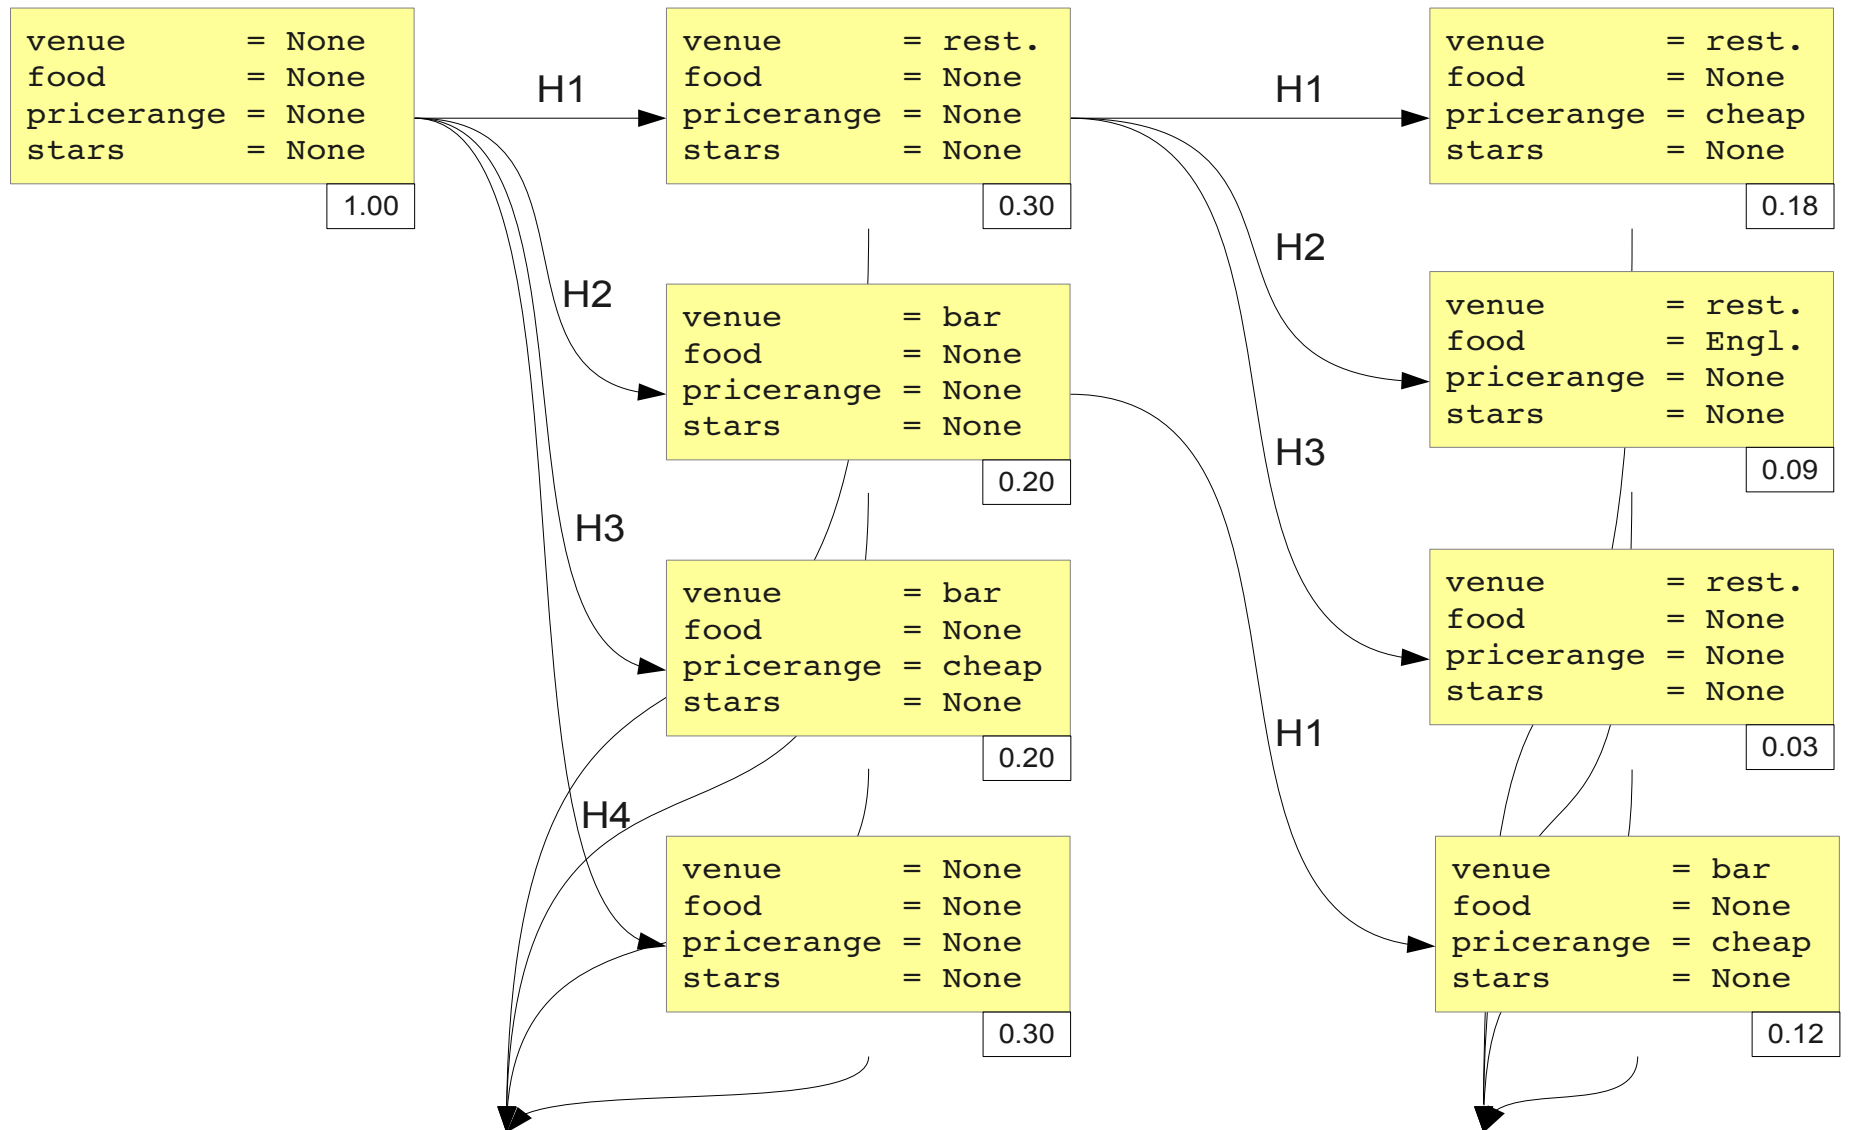 venue = None
food = None
pricerange = None
stars = None
1.00
H1
H2
H3
H4
venue = rest.
food = None
pricerange = None
stars = None
0.30
venue = bar
food = None
pricerange = None
stars = None
0.20
venue = bar
food = None
pricerange = cheap
stars = None
0.20
venue = None
food = None
pricerange = None
stars = None
0.30
H1
H2
H3
H1
venue = rest.
food = None
pricerange = cheap
stars = None
0.18
venue = rest.
food = Engl.
pricerange = None
stars = None
0.09
venue = rest.
food = None
pricerange = None
stars = None
0.03
venue = bar
food = None
pricerange = cheap
stars = None
0.12